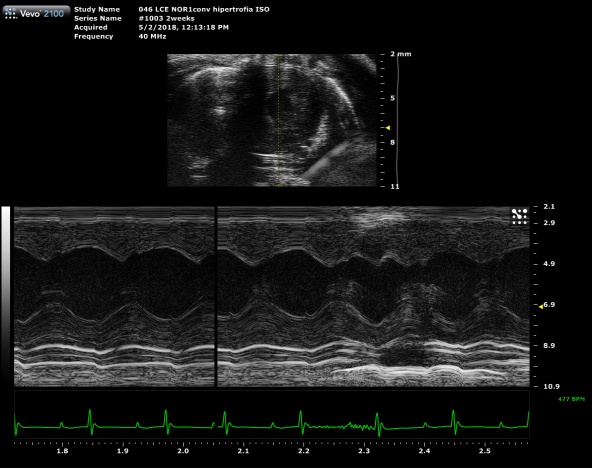 Vevo 2100
Study Name 046 LCE NOR1conv hipertrofia ISO
Series Name #1003 2weeks
Acquired 5/2/2018, 12:13:18 PM
Frequency 40 MHz
2 mm
5
8
11
2.1
2.9
4.9
6.9
8.9
10.9
477 BPM
1.8 1.9 2.0 2.1 2.2 2.3 2.4 2.5